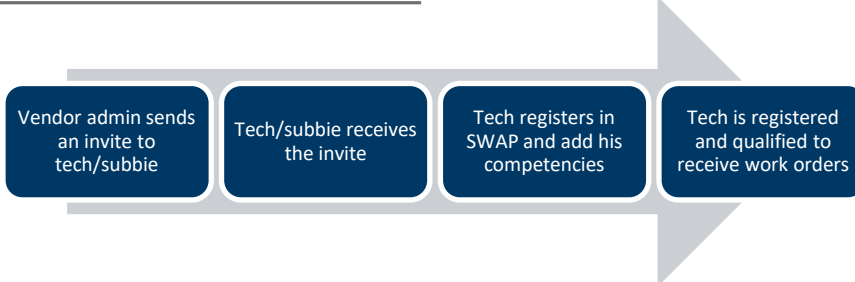 Vendor admin sends
an invite to
tech/subbie
Tech/subbie receives
the invite
Tech registers in
SWAP and add his
competencies
Tech is registered
and qualified to
receive work orders